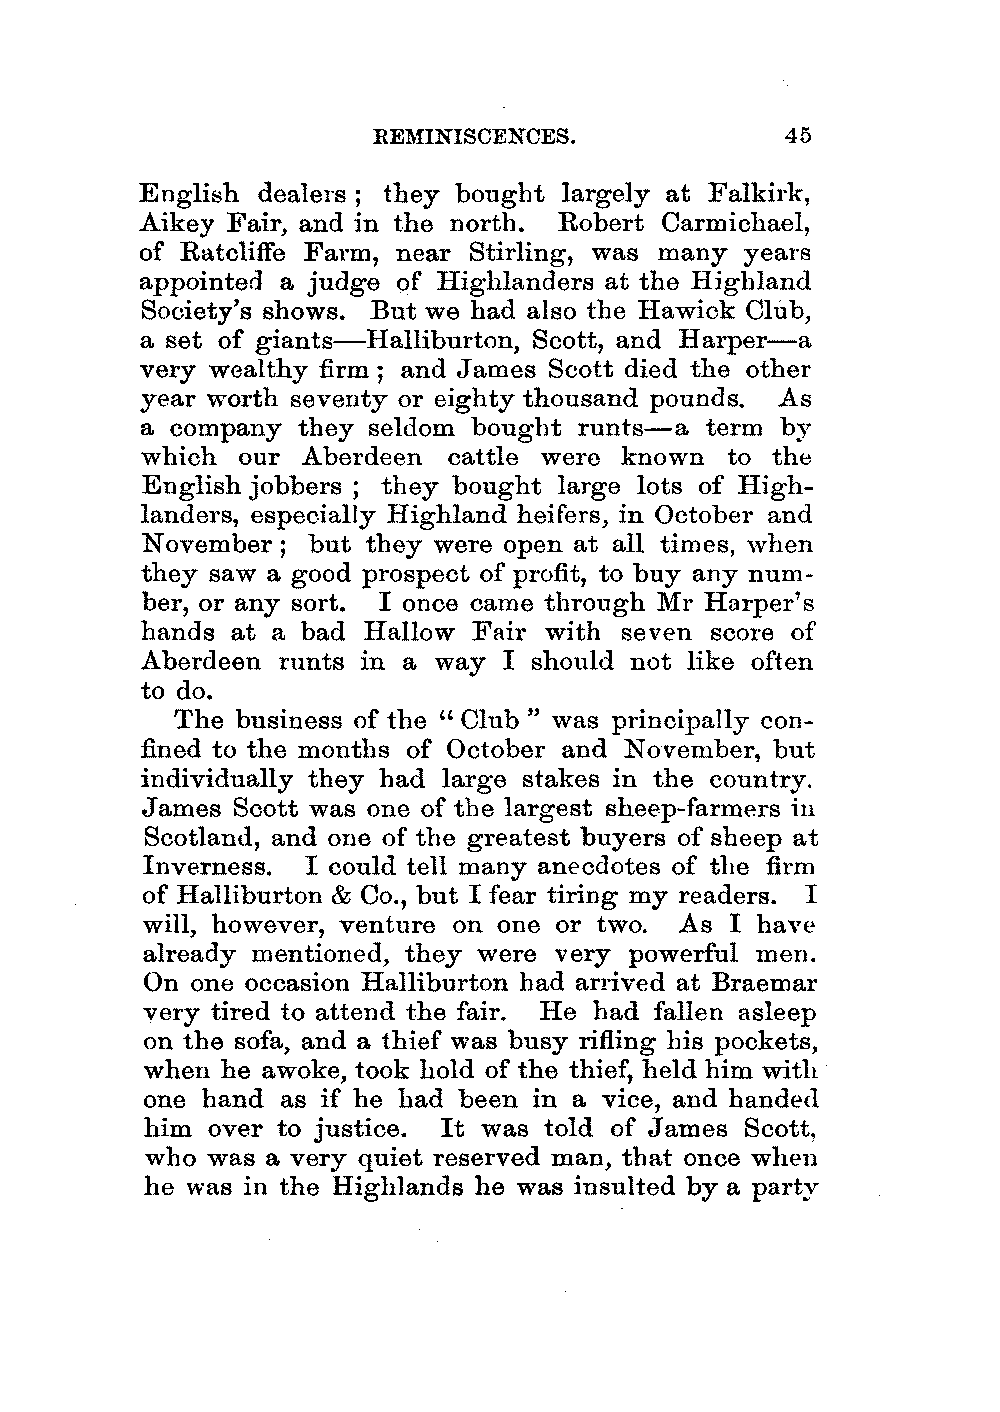 REMINISCENCES. 45
English dealers ; they bought largely at Falkirk,
Aikey Fair, and in the north. Robert Carmichael,
of Ratcliffe Farm, near Stirling, was many years
appointed a judge of Highlanders at the Highland
Society's shows. But we had also the Hawick Club,
a set of giants—Halliburton, Scott, and Harper—a
very wealthy firm ; and James Scott died the other
year worth seventy or eighty thousand pounds. As
a company they seldom bought runts—a term by
which our Aberdeen cattle were known to the
English jobbers ; they bought large lots of High-
landers, especially Highland heifers, in October and
November ; but they were open at all times, when
they saw a good prospect of profit, to buy any num-
ber, or any sort. I once came through Mr Harper's
hands at a bad Hallow Fair with seven score of
Aberdeen runts in a way I should not like often
to do.
The business of the “ Club ” was principally con-
fined to the months of October and November, but
individually they had large stakes in the country.
James Scott was one of the largest sheep-farmers in
Scotland, and one of the greatest buyers of sheep at
Inverness. I could tell many anecdotes of the firm
of Halliburton & Co., but I fear tiring my readers. I
will, however, venture on one or two. As I have
already mentioned, they were very powerful men.
On one occasion Halliburton had arrived at Braemar
very tired to attend the fair. He had fallen asleep
on the sofa, and a thief was busy rifling his pockets,
when he awoke, took hold of the thief, held him with
one hand as if he had been in a vice, and handed
him over to justice. It was told of James Scott,
who was a very quiet reserved man, that once when
he was in the Highlands he was insulted by a party